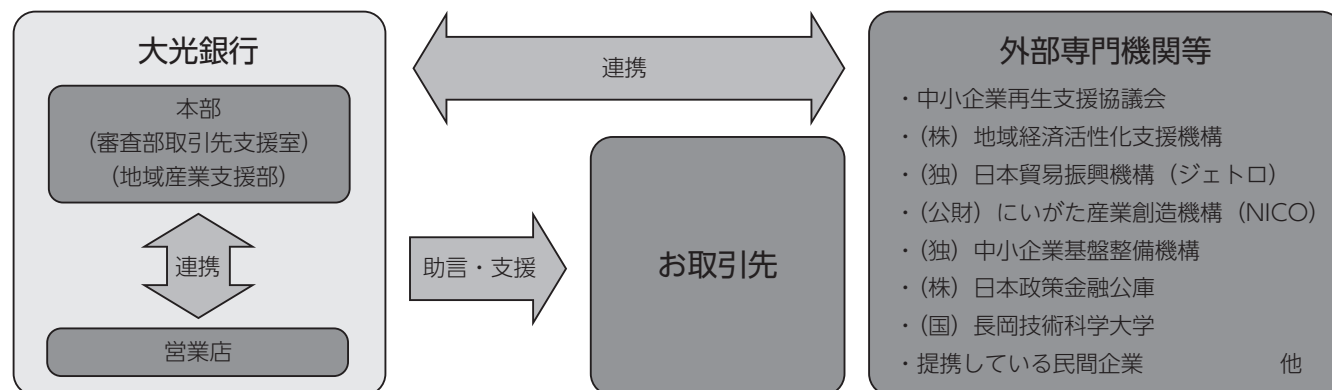 大光銀行
本部
(審査部取引先支援室)
(地域産業支援部)
連携
営業店
連携
助言・支援
お取引先
外部専門機関等
・中小企業再生支援協議会
・(株)地域経済活性化支援機構
・(独)日本貿易振興機構(ジェトロ)
・(公財)にいがた産業創造機構(NICO)
・(独)中小企業基盤整備機構
・(株)日本政策金融公庫
・(国)長岡技術科学大学
・提携している民間企業 他